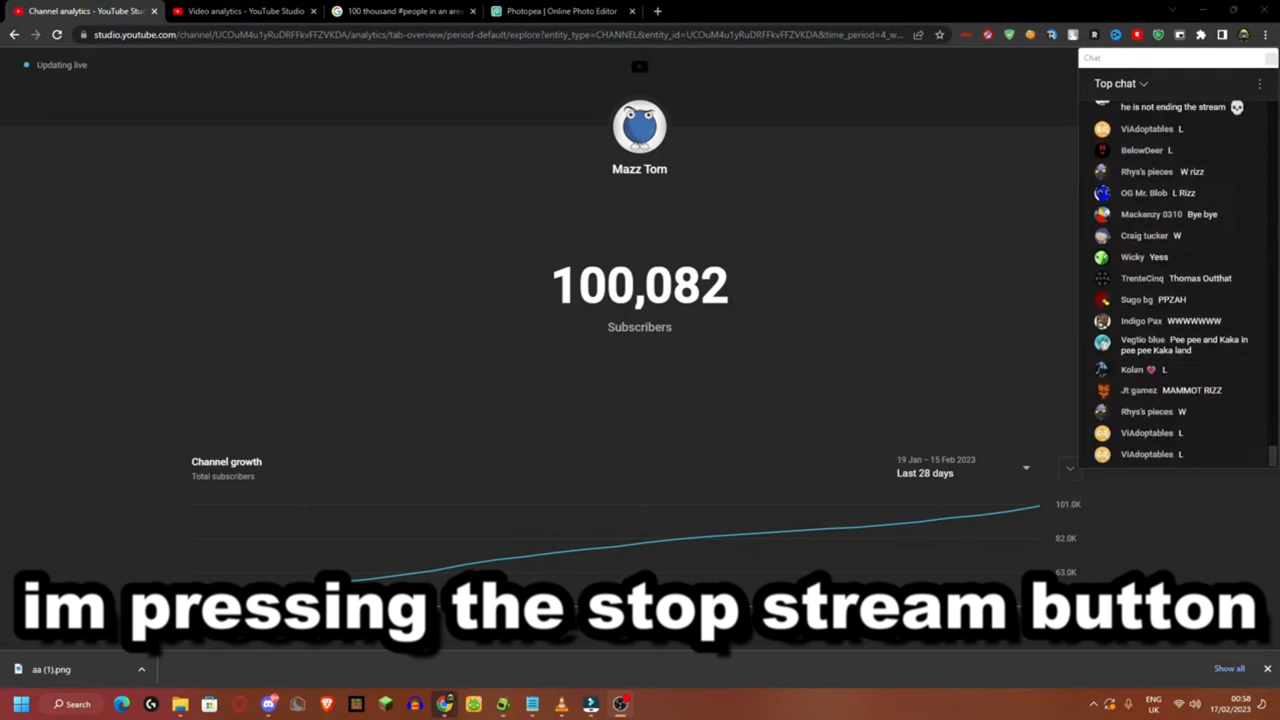 Channel analytics - YouTube Stu
Video analytics - YouTube Studio
100 thousand #people in an are
Photopea | Online Photo Editor
studio.youtube.com/channel/UCOuM4u1yRuDRFFkvFFZVKDA/analytics/tab-overview/period-default/explore?entity_type=CHANNEL&entity_id=UCOuM4u1yRuDRFFkvFFZVKDA&time_period=4_w...
Updating live
Mazz Tom
100,082
Subscribers
Channel growth
Total subscribers
19 Jan – 15 Feb 2023
Last 28 days
101.0K
82.0K
63.0K
Chat
Top chat
he is not ending the stream 💀
ViAdoptables L
BelowDeer L
Rhys's pieces W rizz
OG Mr. Blob L Rizz
Mackenzy 0310 Bye bye
Craig tucker W
Wicky Yess
TrenteCinq Thomas Outthat
Sugo bg PPZAH
Indigo Pax WWWWWWW
Vegtio blue Pee pee and Kaka in
pee pee Kaka land
Kolan 💗 L
Jt gamez MAMMOT RIZZ
Rhys's pieces W
ViAdoptables L
ViAdoptables L
im pressing the stop stream button
aa (1).png
Show all
Search
ENG
UK
00:58
17/02/2023